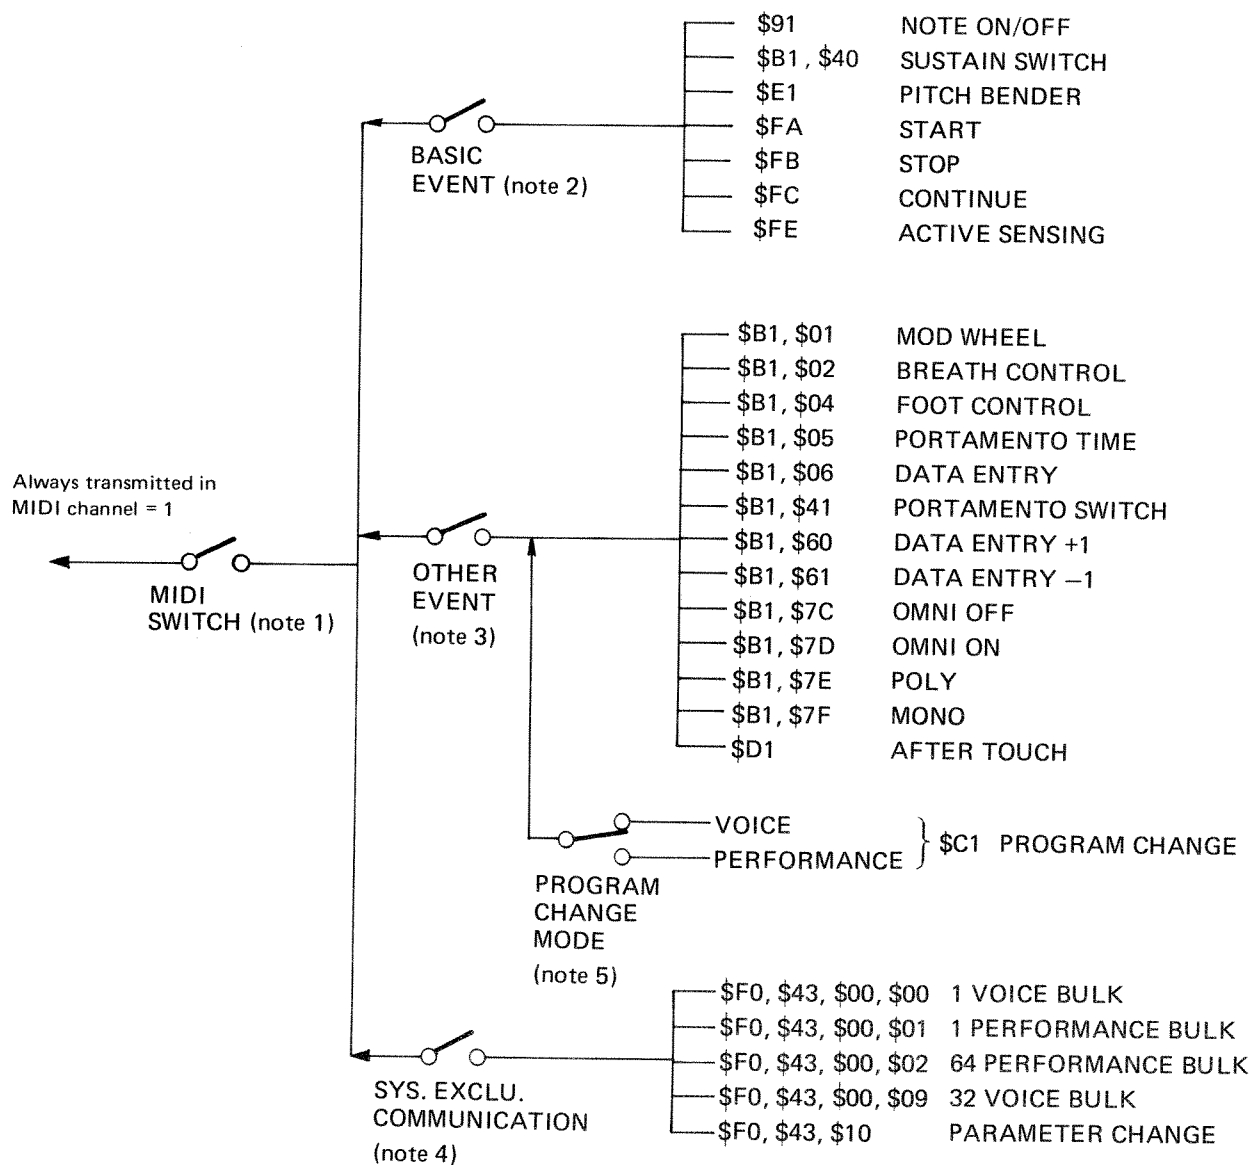 $91 NOTE ON/OFF
$B1, $40 SUSTAIN SWITCH
$E1 PITCH BENDER
$FA START
$FB STOP
$FC CONTINUE
$FE ACTIVE SENSING
BASIC
EVENT (note 2)
$B1, $01 MOD WHEEL
$B1, $02 BREATH CONTROL
$B1, $04 FOOT CONTROL
$B1, $05 PORTAMENTO TIME
$B1, $06 DATA ENTRY
$B1, $41 PORTAMENTO SWITCH
$B1, $60 DATA ENTRY +1
$B1, $61 DATA ENTRY −1
$B1, $7C OMNI OFF
$B1, $7D OMNI ON
$B1, $7E POLY
$B1, $7F MONO
$D1 AFTER TOUCH
Always transmitted in
MIDI channel = 1
MIDI
SWITCH (note 1)
OTHER
EVENT
(note 3)
VOICE
PERFORMANCE
} $C1 PROGRAM CHANGE
PROGRAM
CHANGE
MODE
(note 5)
$F0, $43, $00, $00 1 VOICE BULK
$F0, $43, $00, $01 1 PERFORMANCE BULK
$F0, $43, $00, $02 64 PERFORMANCE BULK
$F0, $43, $00, $09 32 VOICE BULK
$F0, $43, $10 PARAMETER CHANGE
SYS. EXCLU.
COMMUNICATION
(note 4)